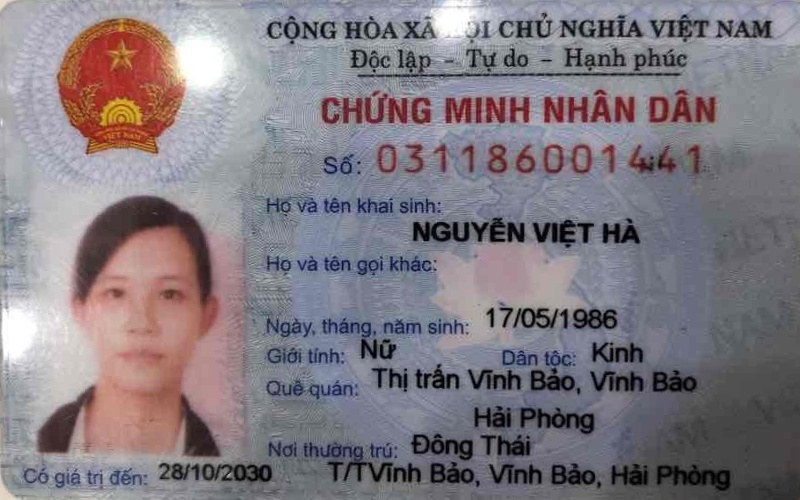 CỘNG HÒA XÃ HỘI CHỦ NGHĨA VIỆT NAM
Độc lập - Tự do - Hạnh phúc
CHỨNG MINH NHÂN DÂN
Số: 031186001441
Họ và tên khai sinh:
NGUYỄN VIỆT HÀ
Họ và tên gọi khác:
Ngày, tháng, năm sinh: 17/05/1986
Giới tính: Nữ Dân tộc: Kinh
Quê quán: Thị trấn Vĩnh Bảo, Vĩnh Bảo
Hải Phòng
Nơi thường trú: Đông Thái
Có giá trị đến: 28/10/2030 T/TVĩnh Bảo, Vĩnh Bảo, Hải Phòng
VIỆT NAM